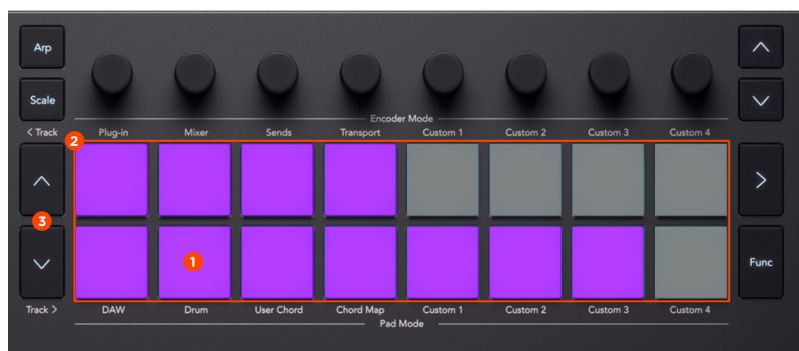 Arp
Scale
Encoder Mode
< Track
Plug-in
Mixer
Sends
Transport
Custom 1
Custom 2
Custom 3
Custom 4
2
3
1
Func
Track >
DAW
Drum
User Chord
Chord Map
Custom 1
Custom 2
Custom 3
Custom 4
Pad Mode